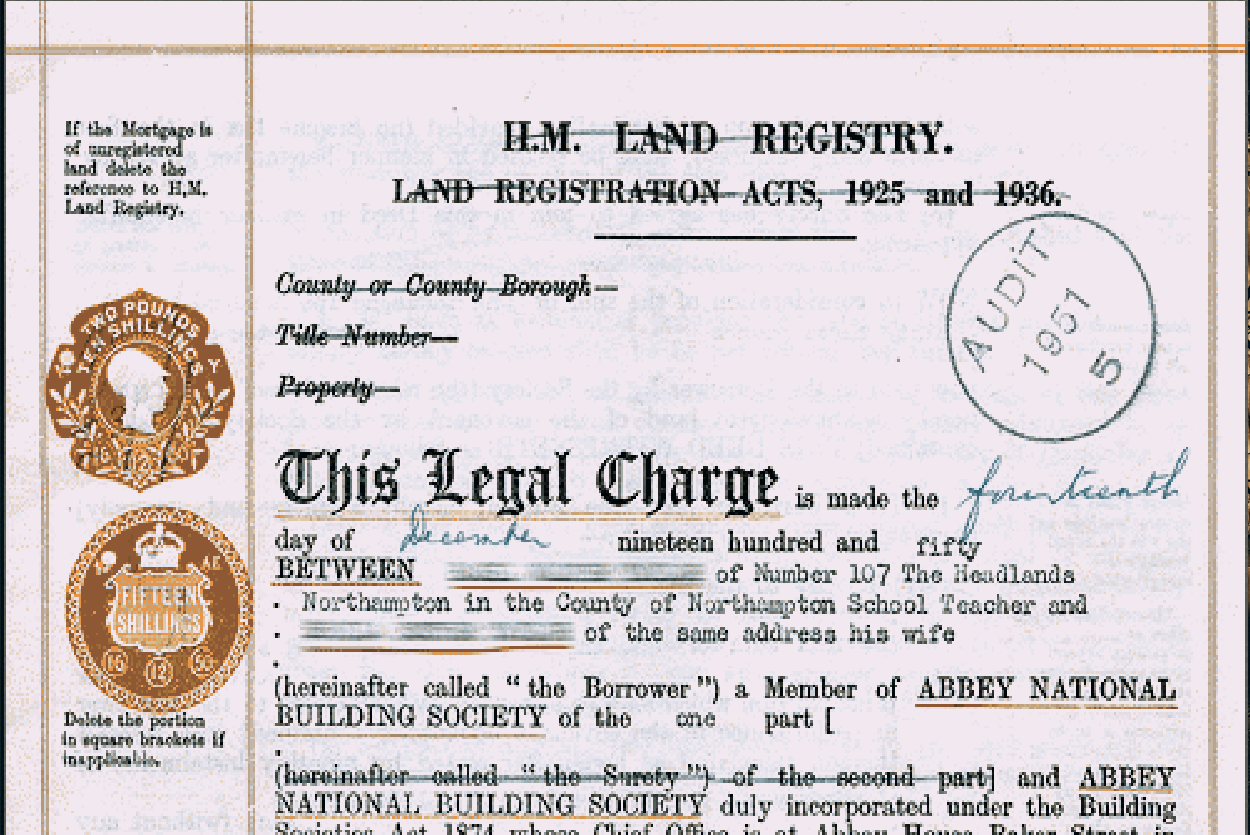 If the Mortgage is
of unregistered
land delete the
reference to H.M.
Land Registry.
H.M. LAND REGISTRY.
LAND REGISTRATION ACTS, 1925 and 1936.
AUDIT
1957
5
County or County Borough—
Title Number—
Property—
TWO POUNDS
TEN SHILLINGS
This Legal Charge is made the fourteenth
day of December nineteen hundred and fifty
BETWEEN of Number 107 The Headlands
Northampton in the County of Northampton School Teacher and
of the same address his wife
FIFTEEN
SHILLINGS
(hereinafter called “the Borrower”) a Member of ABBEY NATIONAL
BUILDING SOCIETY of the one part [
Delete the portion
in square brackets if
inapplicable.
(hereinafter called “the Surety”) of the second part] and ABBEY
NATIONAL BUILDING SOCIETY duly incorporated under the Building
Societies Act 1874 whose Chief Office is at Abbey House Baker Street in